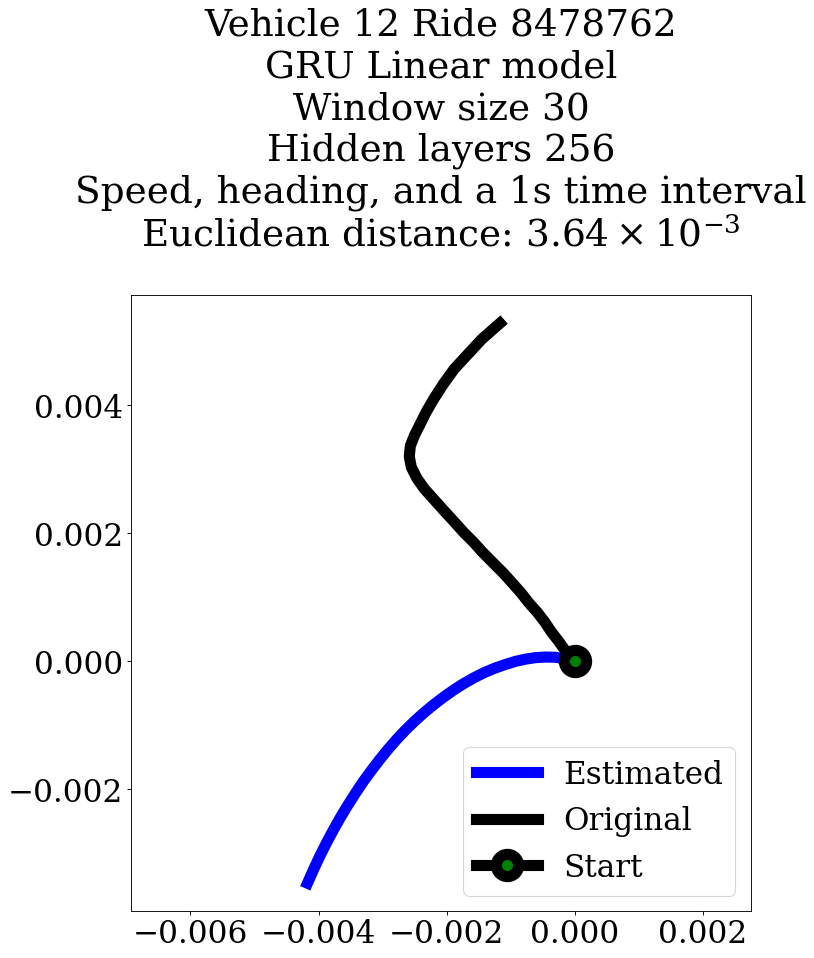 Vehicle 12 Ride 8478762
GRU Linear model
Window size 30
Hidden layers 256
Speed, heading, and a 1s time interval
Euclidean distance: 3.64 × 10⁻³
0.004
0.002
0.000
−0.002
Estimated
Original
Start
−0.006 −0.004 −0.002 0.000 0.002